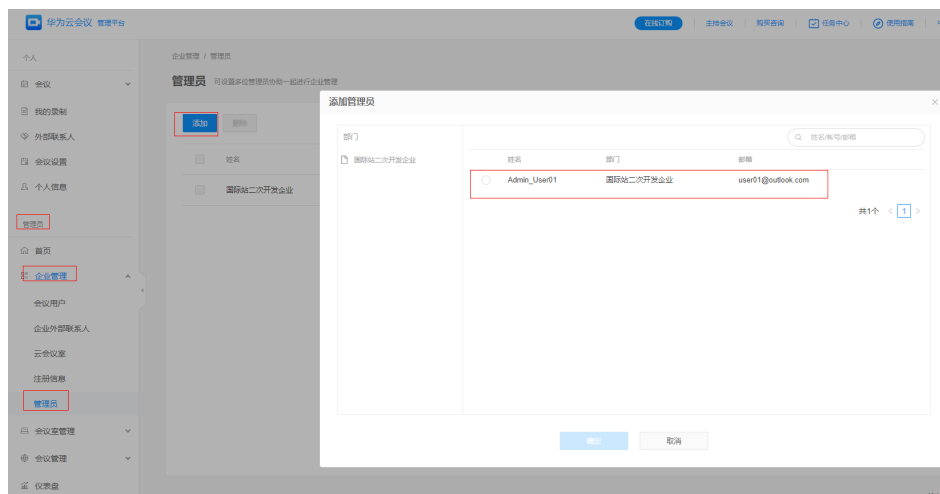 华为云会议 管理平台
在线订购
主持会议
购买咨询
任务中心
使用指南
个人
会议
我的录制
外部联系人
会议设置
个人信息
管理员
首页
企业管理
会议用户
企业外部联系人
云会议室
注册信息
管理员
会议室管理
会议管理
仪表盘
企业管理 / 管理员
管理员 可设置多位管理员协助一起进行企业管理
添加 删除
姓名
国际站二次开发企业
添加管理员
部门
国际站二次开发企业
姓名/帐号/邮箱
姓名 部门 邮箱
Admin_User01 国际站二次开发企业 user01@outlook.com
共1个 < 1 >
确定 取消